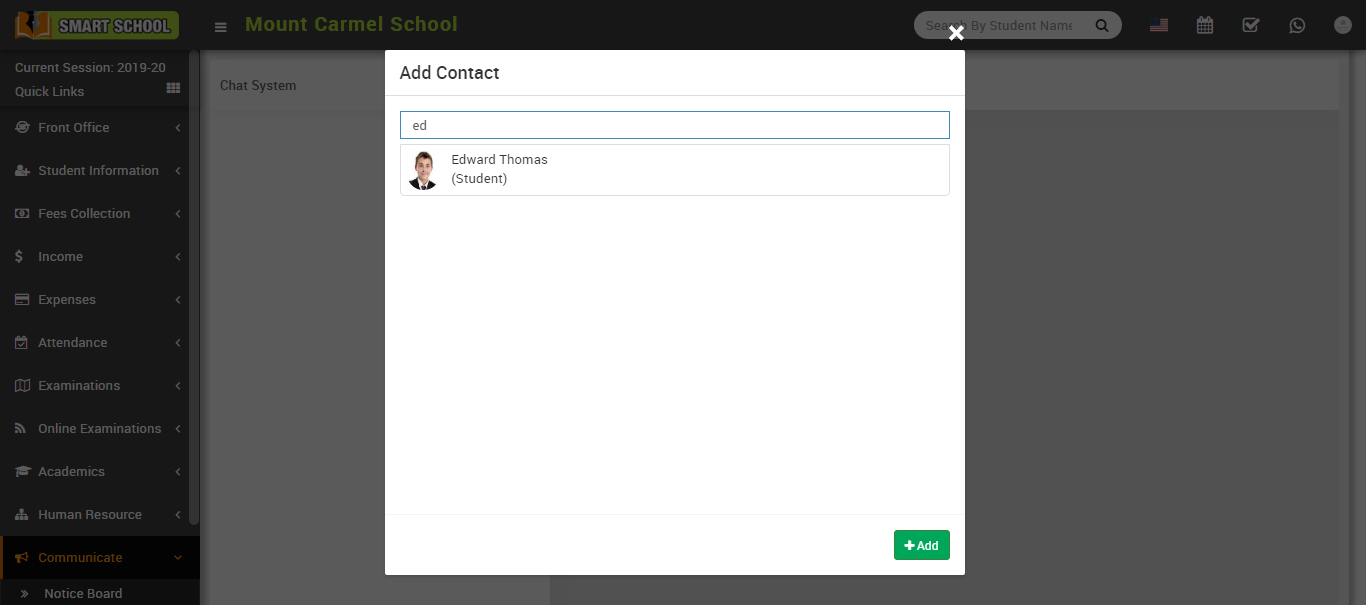 SMART SCHOOL
Mount Carmel School
Search By Student Name
Current Session: 2019-20
Quick Links
Chat System
Add Contact
ed
Edward Thomas
(Student)
Add
Front Office
Student Information
Fees Collection
Income
Expenses
Attendance
Examinations
Online Examinations
Academics
Human Resource
Communicate
Notice Board